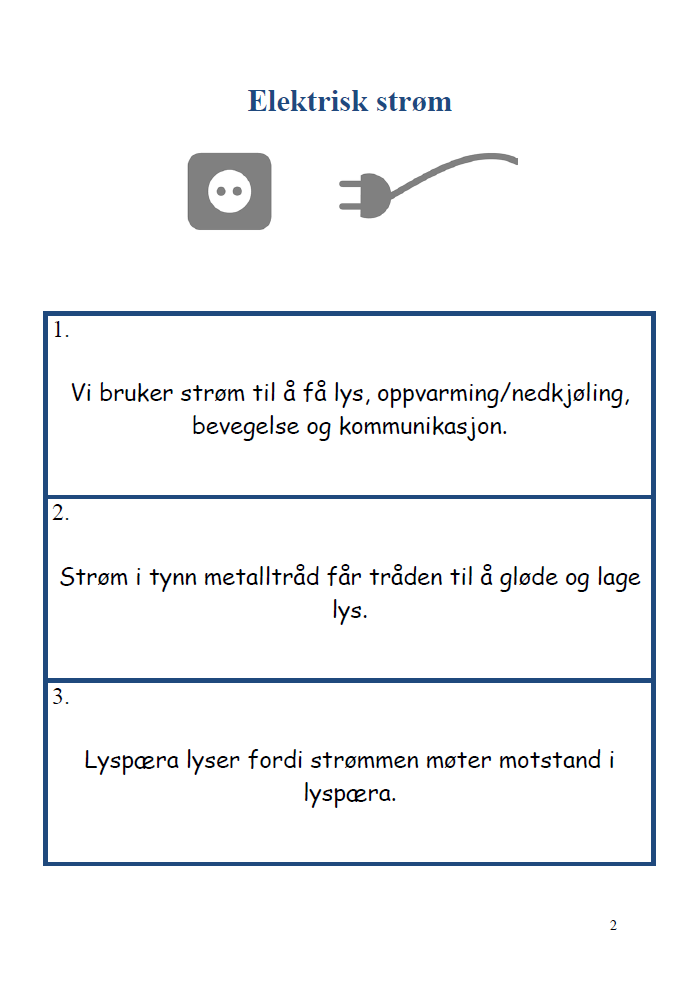 Elektrisk strøm
1.
Vi bruker strøm til å få lys, oppvarming/nedkjøling,
bevegelse og kommunikasjon.
2.
Strøm i tynn metalltråd får tråden til å gløde og lage
lys.
3.
Lyspæra lyser fordi strømmen møter motstand i
lyspæra.
2